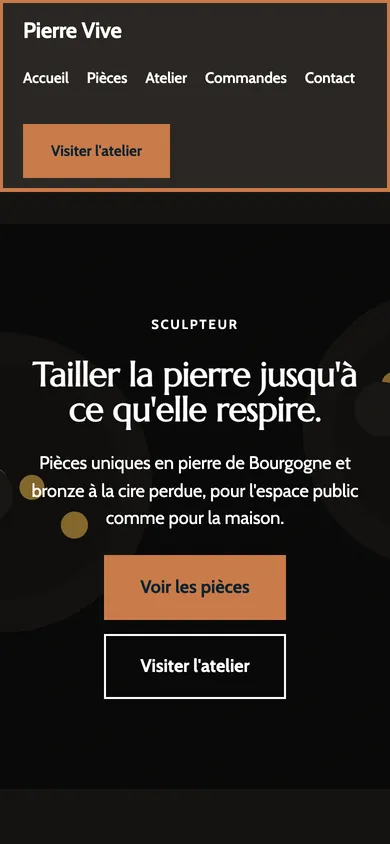 Pierre Vive
Accueil Pièces Atelier Commandes Contact
Visiter l'atelier
SCULPTEUR
Tailler la pierre jusqu'à
ce qu'elle respire.
Pièces uniques en pierre de Bourgogne et
bronze à la cire perdue, pour l'espace public
comme pour la maison.
Voir les pièces
Visiter l'atelier